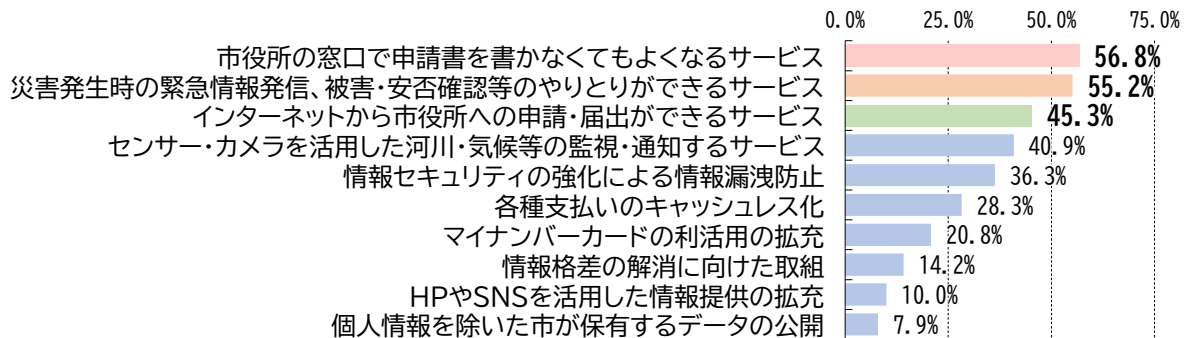 0.0% 25.0% 50.0% 75.0%
市役所の窓口で申請書を書かなくてもよくなるサービス 56.8%
災害発生時の緊急情報発信、被害・安否確認等のやりとりができるサービス 55.2%
インターネットから市役所への申請・届出ができるサービス 45.3%
センサー・カメラを活用した河川・気候等の監視・通知するサービス 40.9%
情報セキュリティの強化による情報漏洩防止 36.3%
各種支払いのキャッシュレス化 28.3%
マイナンバーカードの利活用の拡充 20.8%
情報格差の解消に向けた取組 14.2%
HPやSNSを活用した情報提供の拡充 10.0%
個人情報を除いた市が保有するデータの公開 7.9%